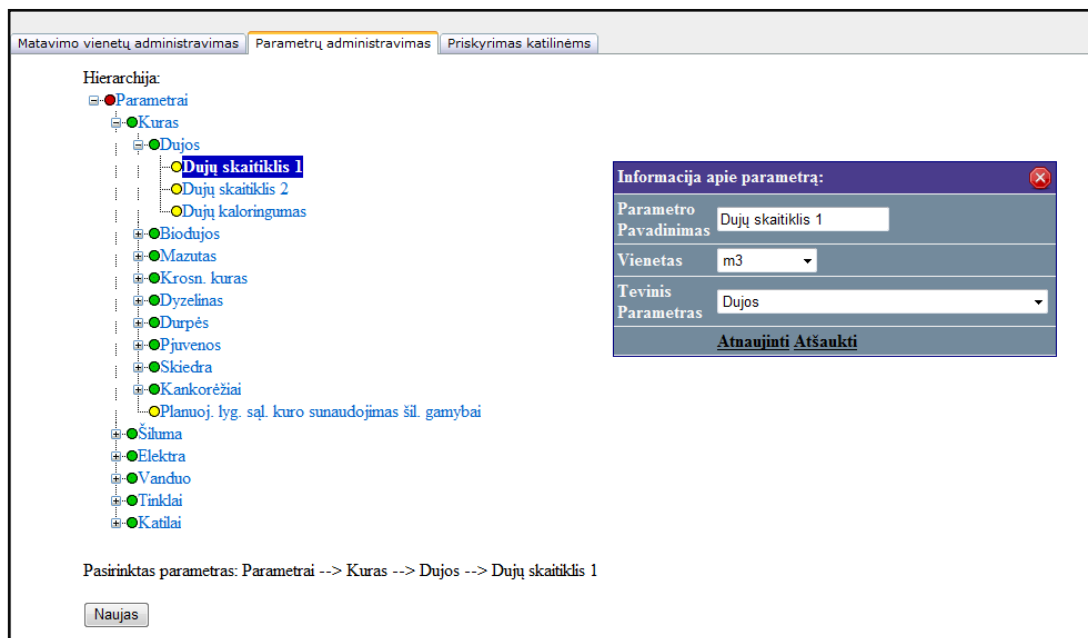 Matavimo vienetų administravimas Parametrų administravimas Priskyrimas katilinėms
Hierarchija:
Parametrai
Kuras
Dujos
Dujų skaitiklis 1
Dujų skaitiklis 2
Dujų kaloringumas
Biodujos
Mazutas
Krosn. kuras
Dyzelinas
Durpės
Pjuvenos
Skiedra
Kankorėžiai
Planuoj. lyg. sąl. kuro sunaudojimas šil. gamybai
Šiluma
Elektra
Vanduo
Tinklai
Katilai
Informacija apie parametrą:
Parametro
Pavadinimas Dujų skaitiklis 1
Vienetas m3
Tevinis
Parametras Dujos
Atnaujinti Atšaukti
Pasirinktas parametras: Parametrai --> Kuras --> Dujos --> Dujų skaitiklis 1
Naujas